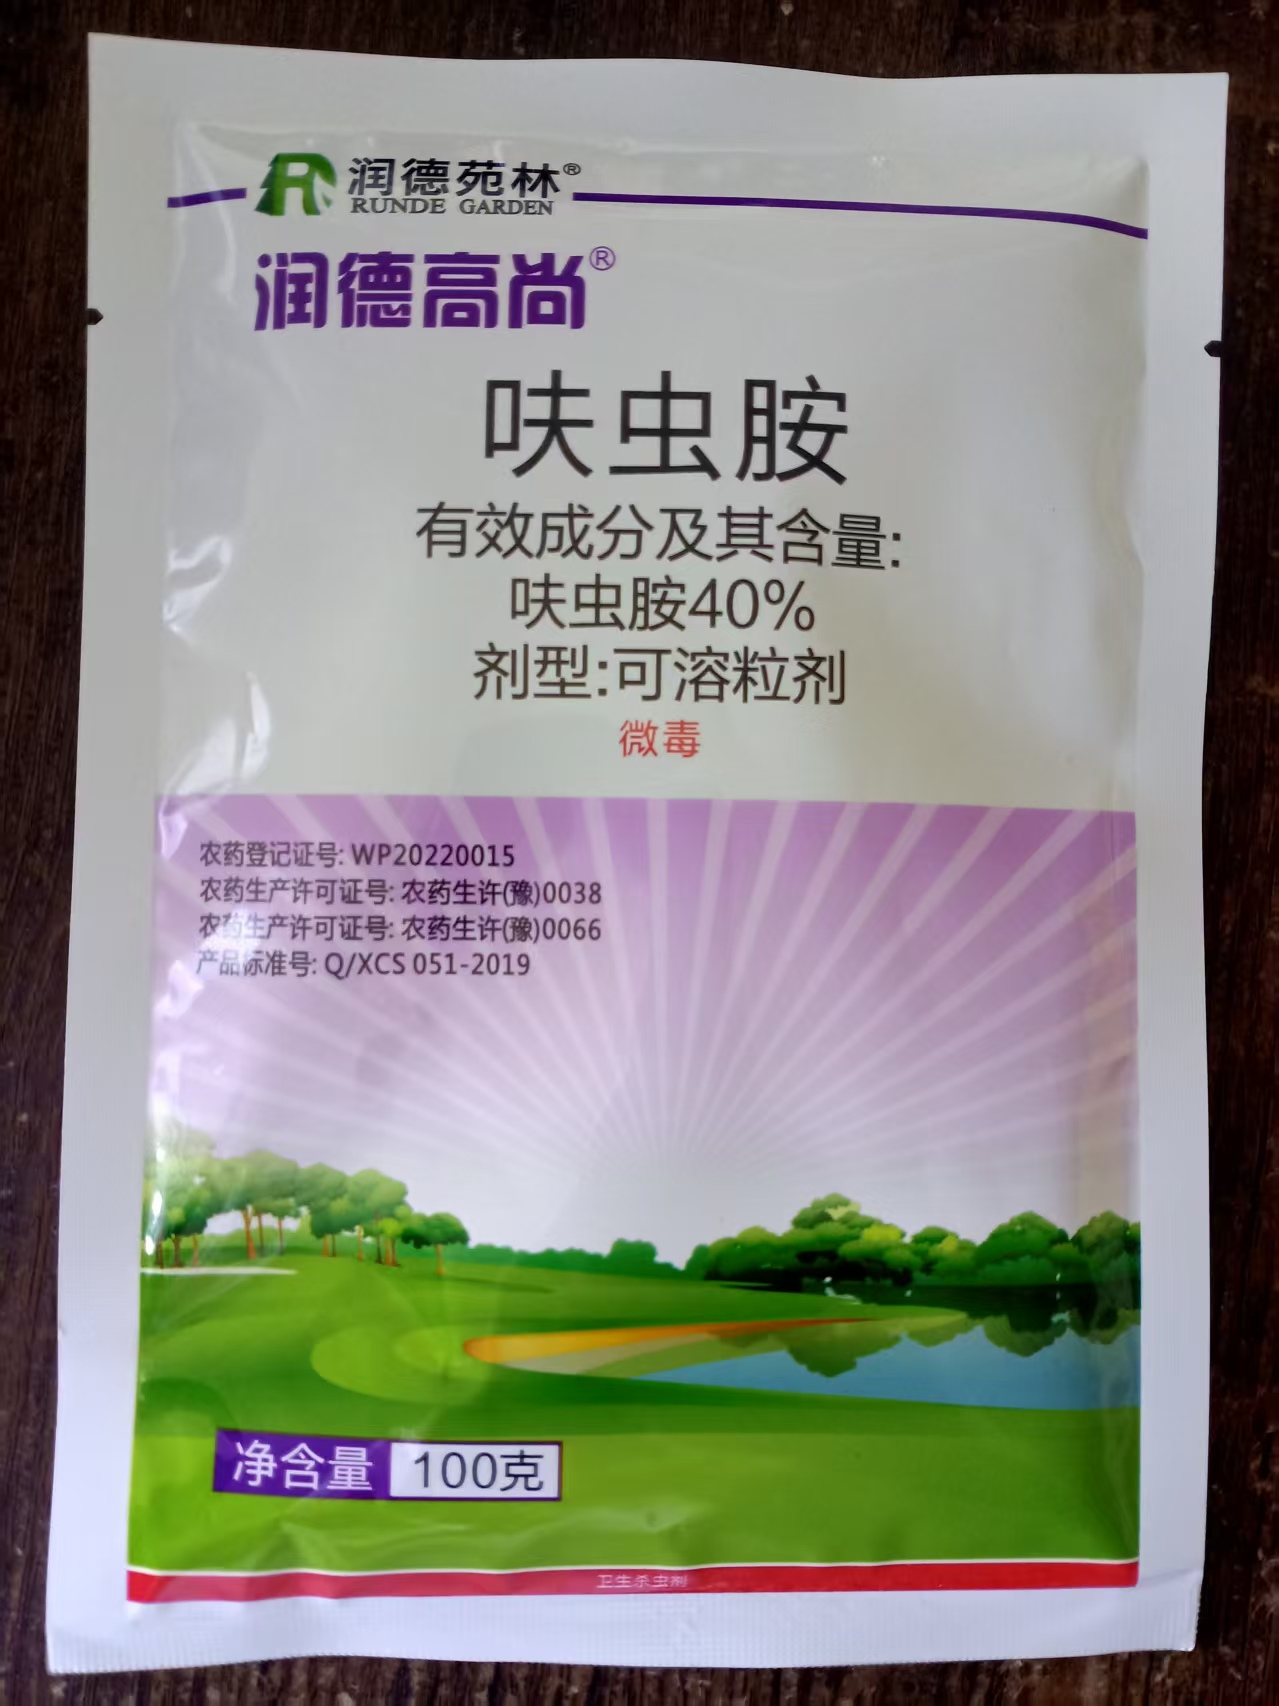 润德苑林®
RUNDE GARDEN
润德高尚®
呋虫胺
有效成分及其含量:
呋虫胺40%
剂型:可溶粒剂
微毒
农药登记证号: WP20220015
农药生产许可证号: 农药生许(豫)0038
农药生产许可证号: 农药生许(豫)0066
产品标准号: Q/XCS 051-2019
净含量 100克
卫生杀虫剂